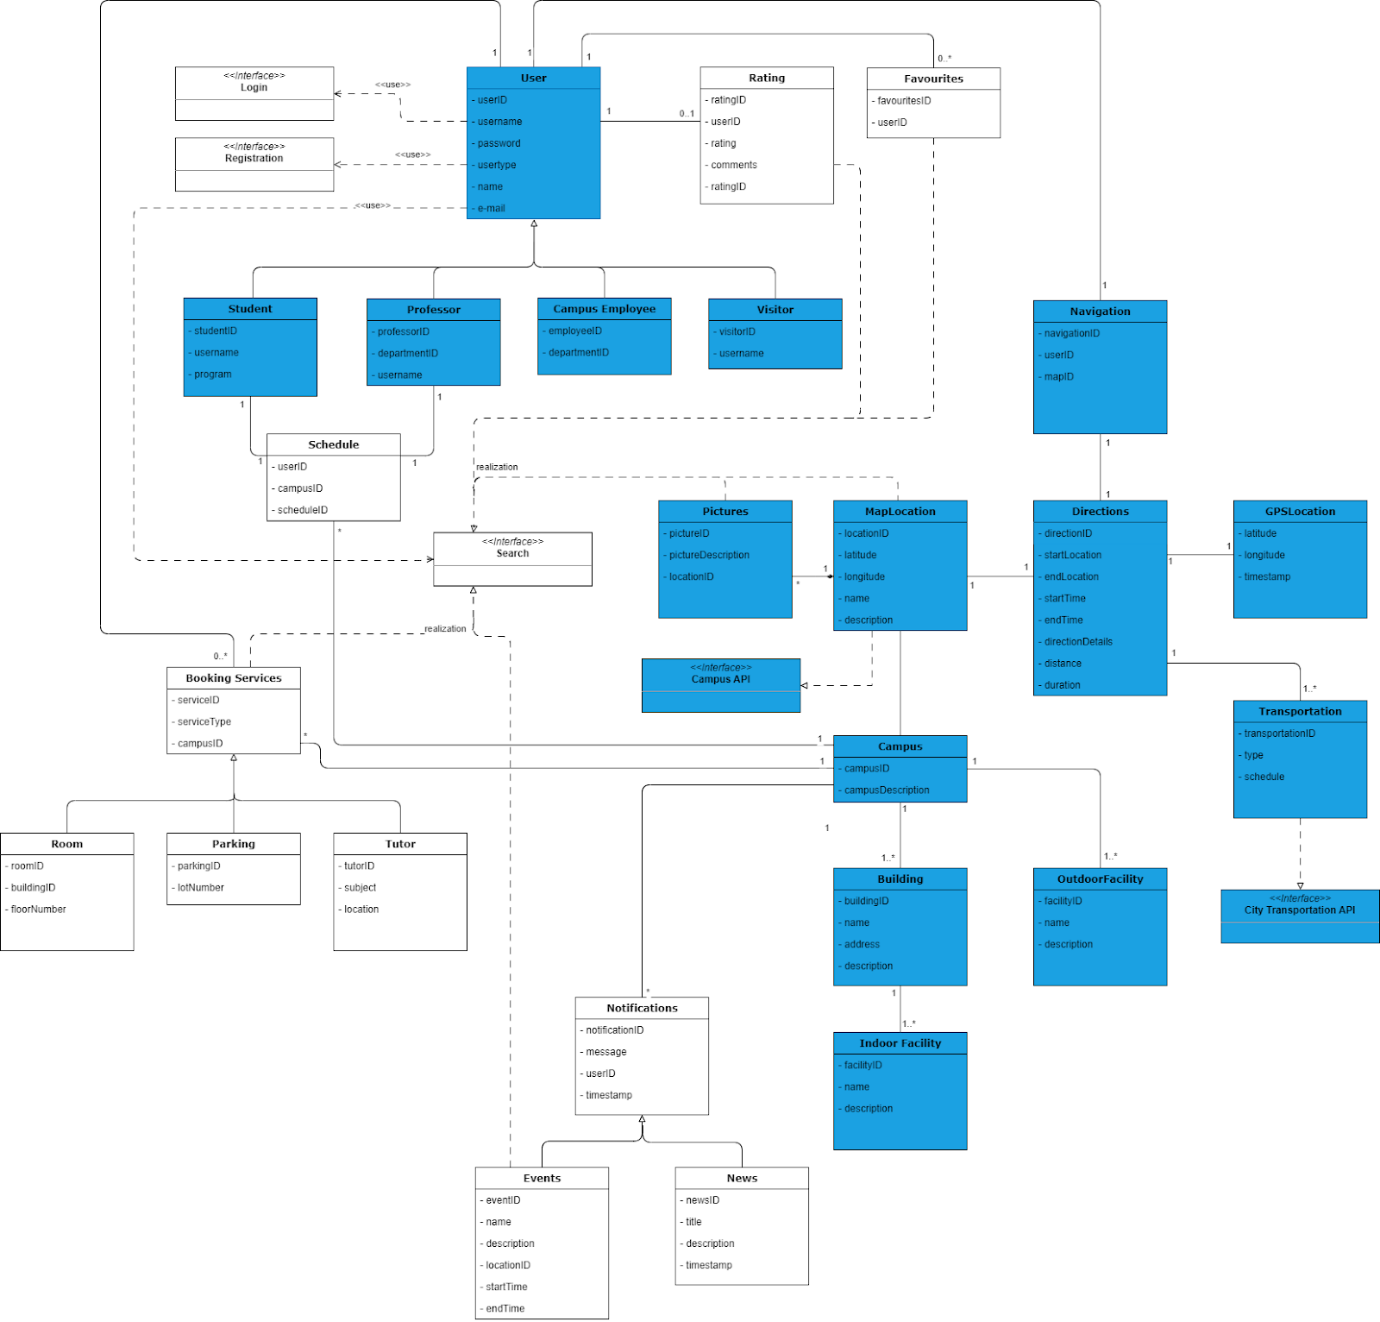 1
1
1
0..*
<<Interface>>
Login
<<use>>
User
- userID
- username
- password
- usertype
- name
- e-mail
1
0..1
Rating
- ratingID
- userID
- rating
- comments
- ratingID
Favourites
- favouritesID
- userID
<<Interface>>
Registration
<<use>>
<<use>>
1
Student
- studentID
- username
- program
Professor
- professorID
- departmentID
- username
Campus Employee
- employeeID
- departmentID
Visitor
- visitorID
- username
Navigation
- navigationID
- userID
- mapID
1
1
1
1
Schedule
- userID
- campusID
- scheduleID
*
1
1
realization
<<Interface>>
Search
Pictures
- pictureID
- pictureDescription
- locationID
*
1
MapLocation
- locationID
- latitude
- longitude
- name
- description
1
1
Directions
- directionID
- startLocation
- endLocation
- startTime
- endTime
- directionDetails
- distance
- duration
1
1
GPSLocation
- latitude
- longitude
- timestamp
realization
<<Interface>>
Campus API
1
1..*
0..*
Booking Services
- serviceID
- serviceType
- campusID
*
1
1
Campus
- campusID
- campusDescription
1
Transportation
- transportationID
- type
- schedule
1
1
1..*
1..*
Room
- roomID
- buildingID
- floorNumber
Parking
- parkingID
- lotNumber
Tutor
- tutorID
- subject
- location
Building
- buildingID
- name
- address
- description
OutdoorFacility
- facilityID
- name
- description
<<Interface>>
City Transportation API
1
1..*
*
Notifications
- notificationID
- message
- userID
- timestamp
Indoor Facility
- facilityID
- name
- description
Events
- eventID
- name
- description
- locationID
- startTime
- endTime
News
- newsID
- title
- description
- timestamp